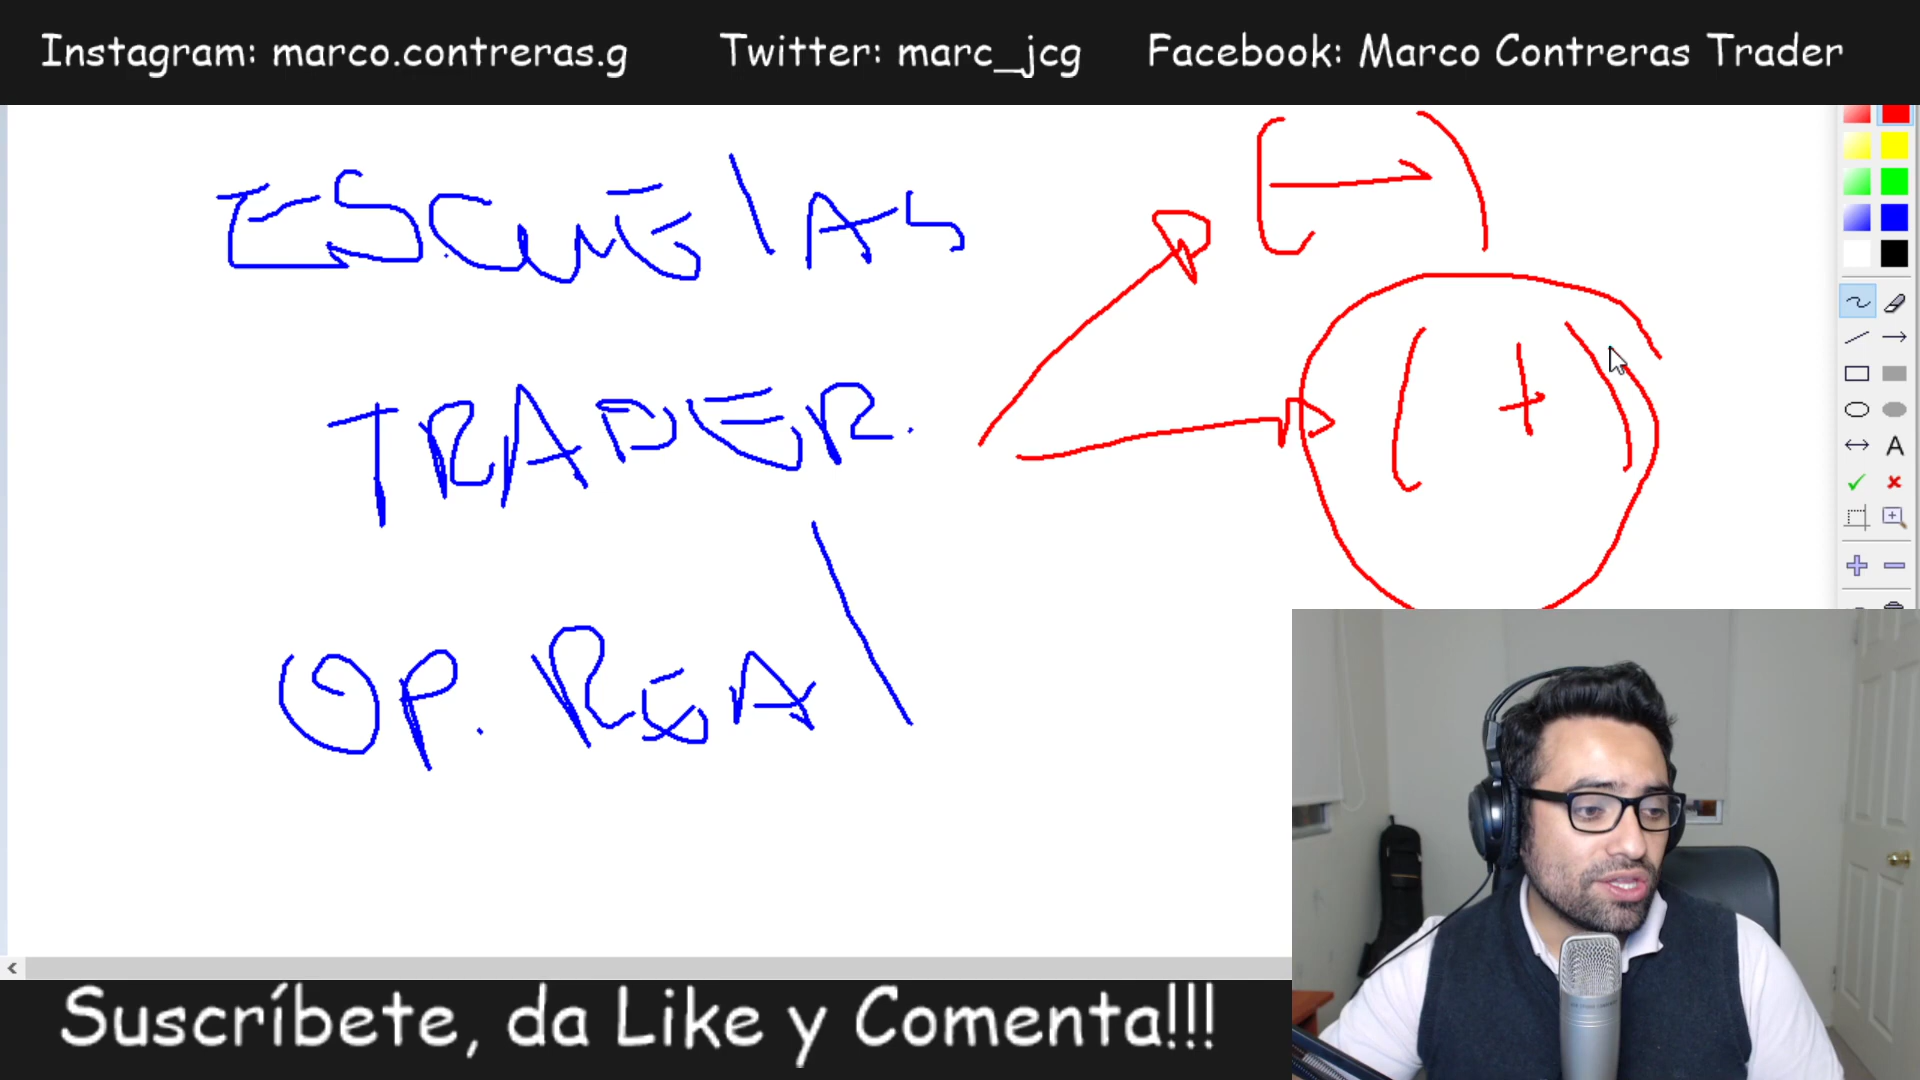 Instagram: marco.contreras.g Twitter: marc_jcg Facebook: Marco Contreras Trader
ESCUElAS
TRADER.
OP. REAl
(-)
(+)
A
Suscríbete, da Like y Comenta!!!